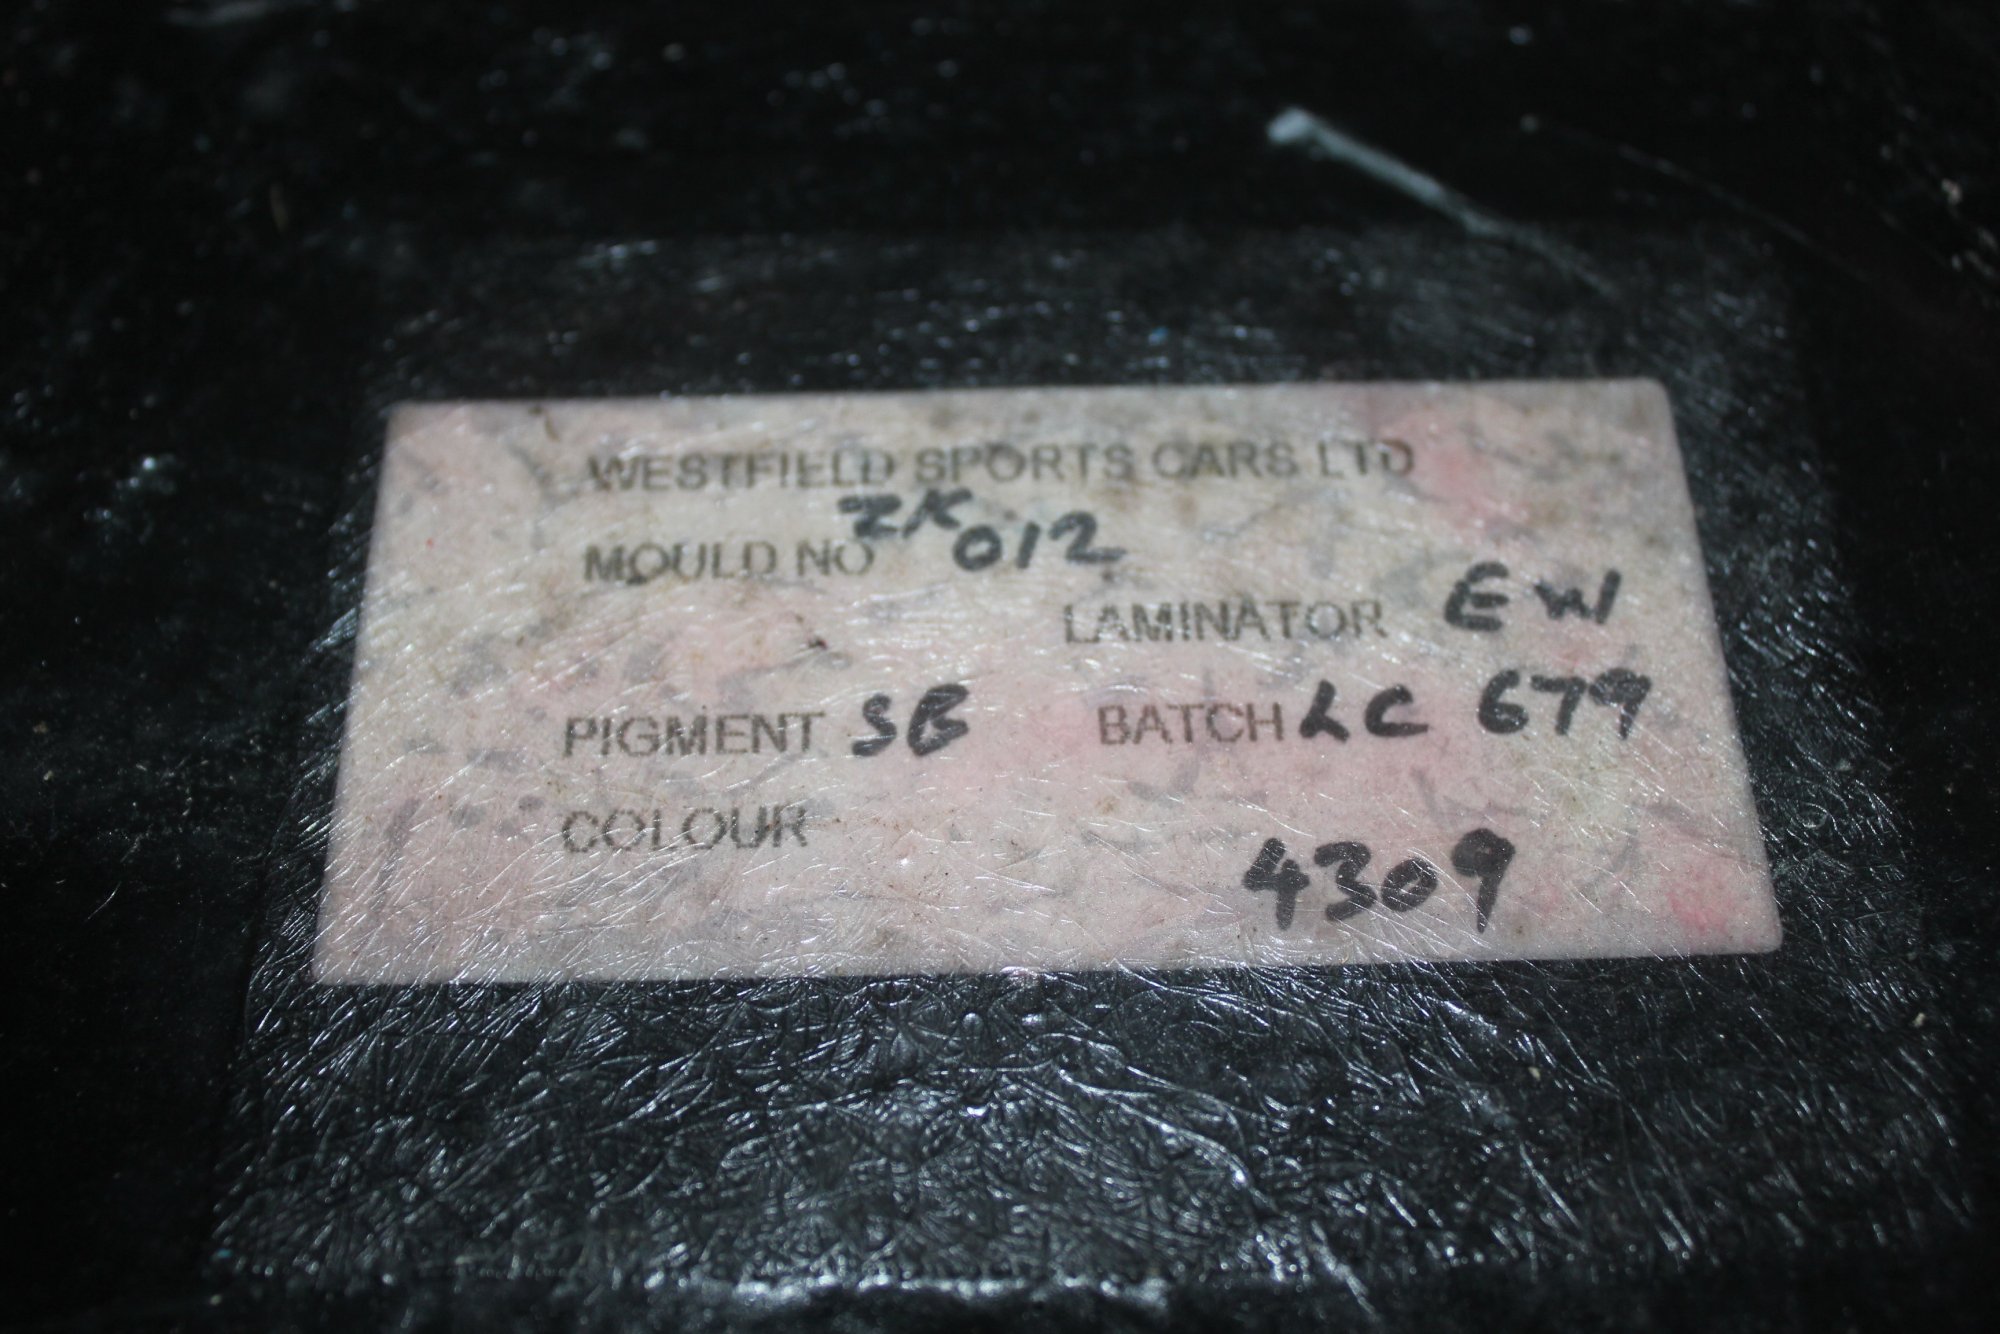 WESTFIELD SPORTS CARS LTD
MOULD NO ZK 012
LAMINATOR EW
PIGMENT SB BATCH LC 679
COLOUR
4309